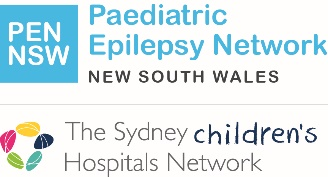 PEN
NSW
Paediatric
Epilepsy Network
NEW SOUTH WALES
The Sydney children's
Hospitals Network